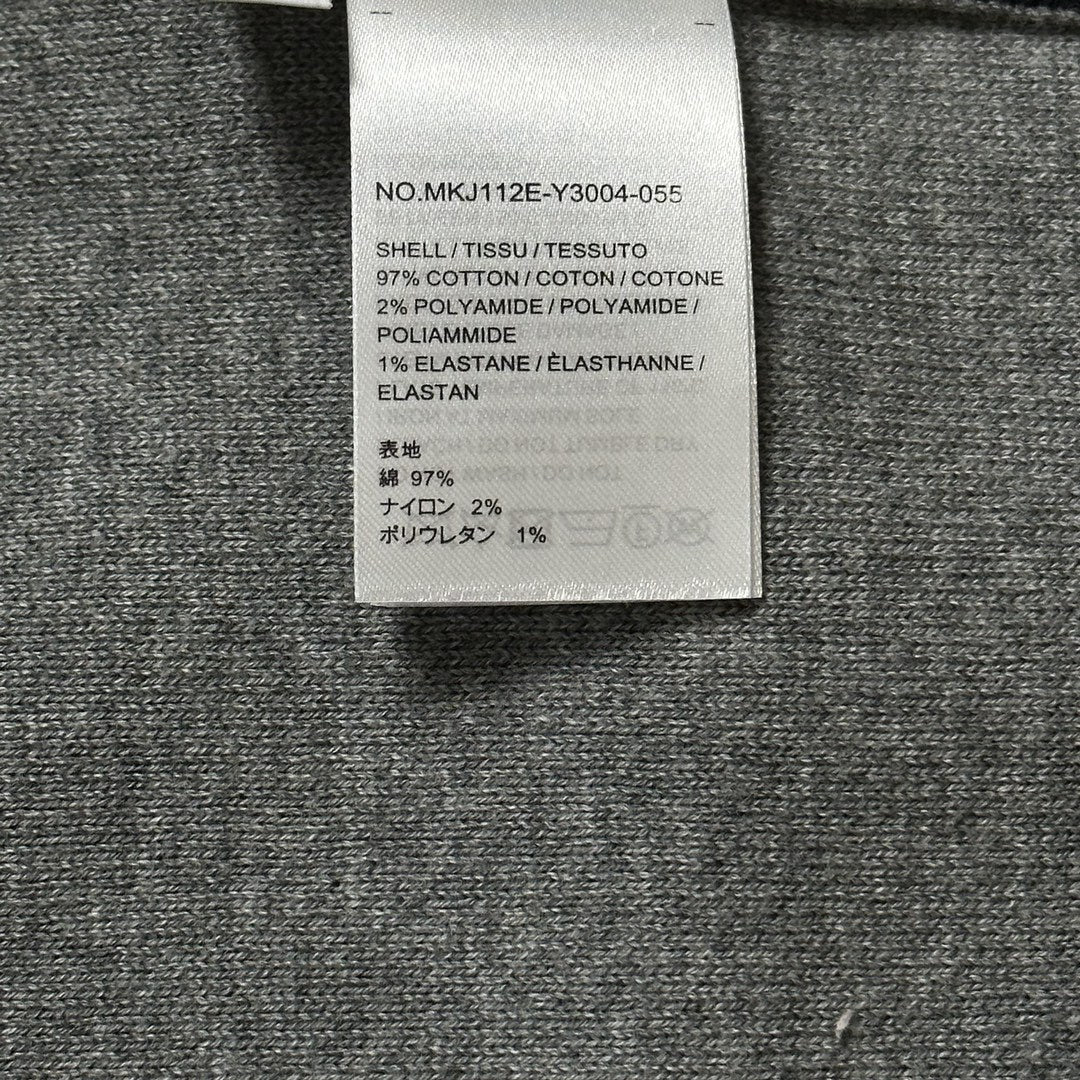 NO.MKJ112E-Y3004-055
SHELL / TISSU / TESSUTO
97% COTTON / COTON / COTONE
2% POLYAMIDE / POLYAMIDE /
POLIAMMIDE
1% ELASTANE / ÈLASTHANNE /
ELASTAN
表地
綿 97%
ナイロン 2%
ポリウレタン 1%